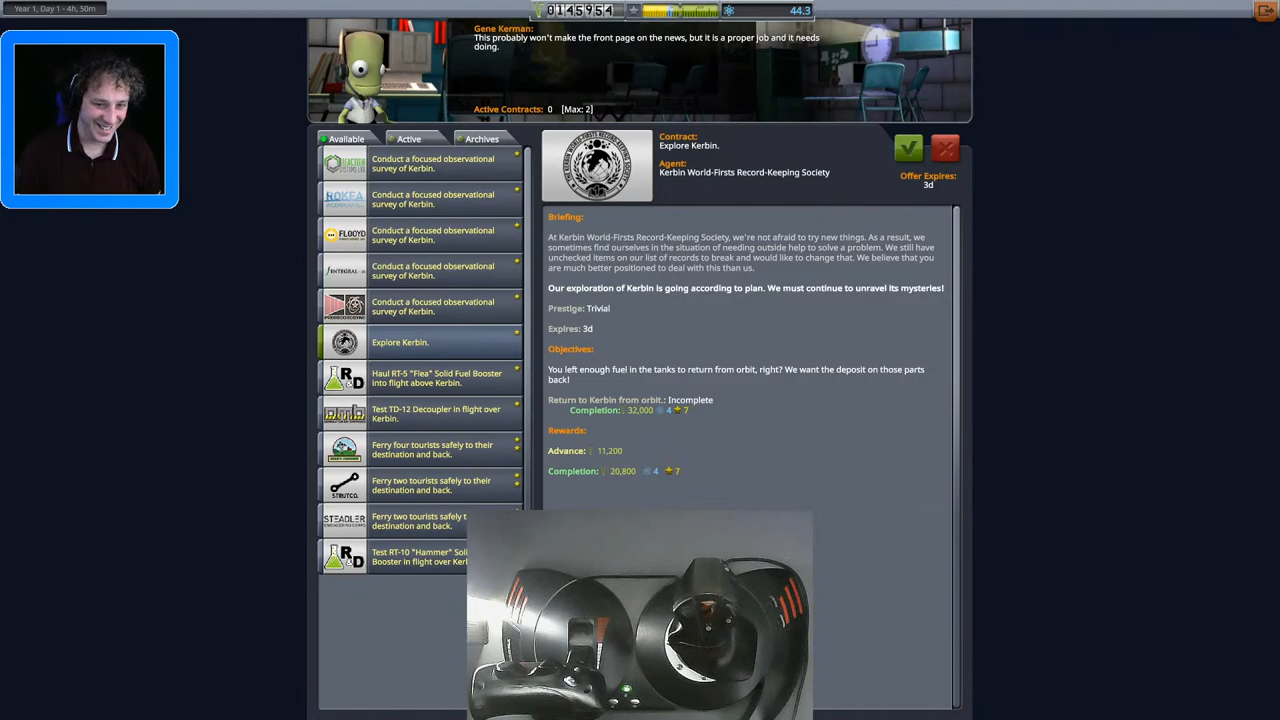 Year 1, Day 1 - 4h, 50m
0145954
44.3
Gene Kerman:
This probably won't make the front page on the news, but it is a proper job and it needs
doing.
Active Contracts: 0 [Max: 2]
Available
Active
Archives
Conduct a focused observational
survey of Kerbin.
Conduct a focused observational
survey of Kerbin.
Conduct a focused observational
survey of Kerbin.
Conduct a focused observational
survey of Kerbin.
Conduct a focused observational
survey of Kerbin.
Explore Kerbin.
R&D
Haul RT-5 "Flea" Solid Fuel Booster
into flight above Kerbin.
Test TD-12 Decoupler in flight over
Kerbin.
Ferry four tourists safely to their
destination and back.
STRUTCO.
Ferry two tourists safely to their
destination and back.
STEADLER
Ferry two tourists safely t
destination and back.
R&D
Test RT-10 "Hammer" Soli
Booster in flight over Kerb
Contract:
Explore Kerbin.
Agent:
Kerbin World-Firsts Record-Keeping Society
Offer Expires:
3d
Briefing:
At Kerbin World-Firsts Record-Keeping Society, we're not afraid to try new things. As a result, we
sometimes find ourselves in the situation of needing outside help to solve a problem. We still have
unchecked items on our list of records to break and would like to change that. We believe that you
are much better positioned to deal with this than us.
Our exploration of Kerbin is going according to plan. We must continue to unravel its mysteries!
Prestige: Trivial
Expires: 3d
Objectives:
You left enough fuel in the tanks to return from orbit, right? We want the deposit on those parts
back!
Return to Kerbin from orbit.: Incomplete
Completion: 32,000 4 7
Rewards:
Advance: 11,200
Completion: 20,800 4 7